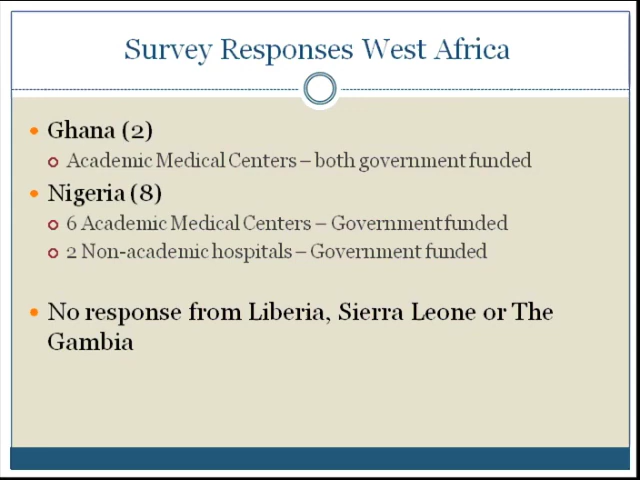 Survey Responses West Africa
Ghana (2)
Academic Medical Centers – both government funded
Nigeria (8)
6 Academic Medical Centers – Government funded
2 Non-academic hospitals – Government funded
No response from Liberia, Sierra Leone or The
Gambia